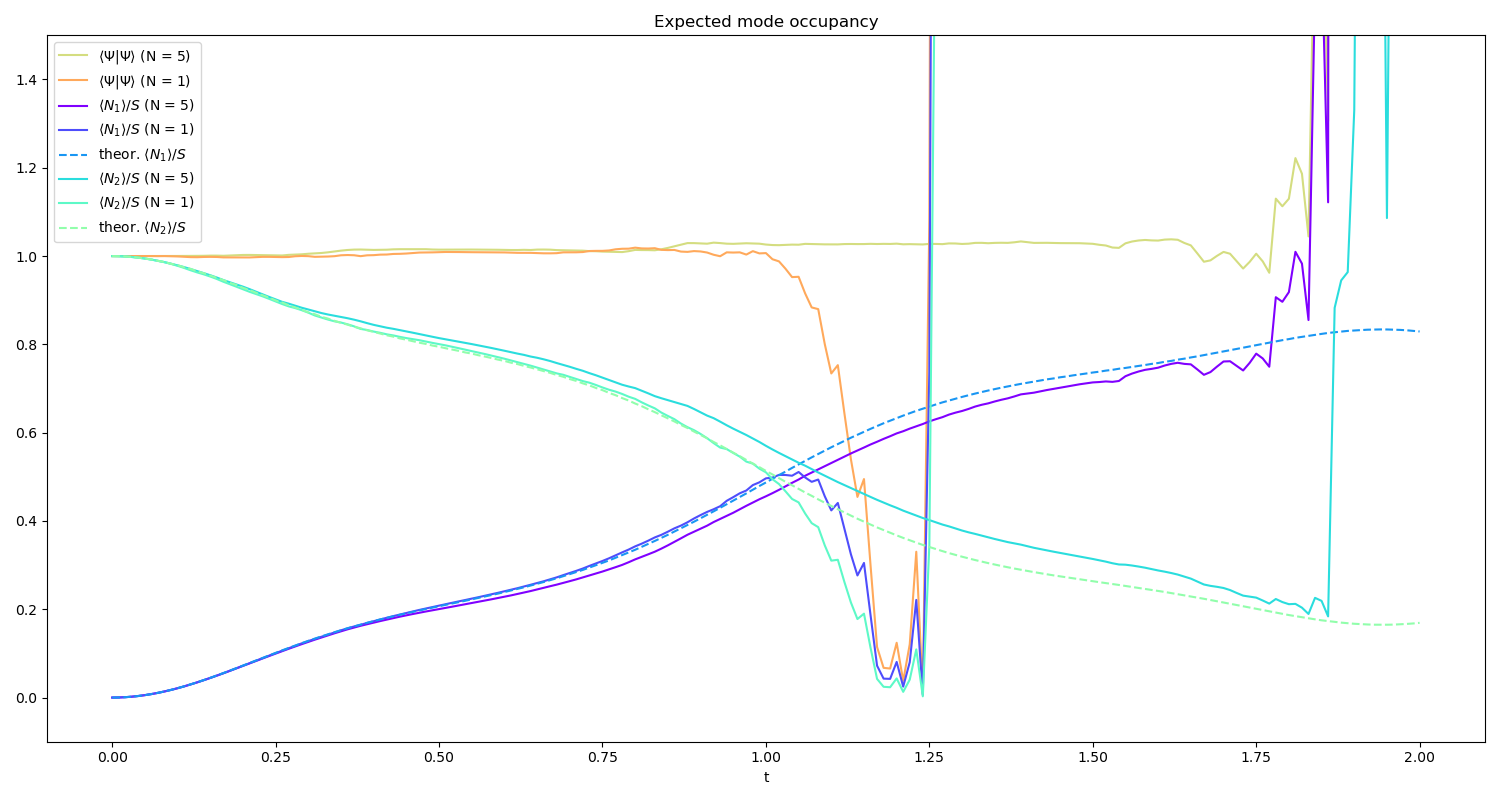 Expected mode occupancy
⟨Ψ|Ψ⟩ (N = 5)
⟨Ψ|Ψ⟩ (N = 1)
⟨N₁⟩/S (N = 5)
⟨N₁⟩/S (N = 1)
theor. ⟨N₁⟩/S
⟨N₂⟩/S (N = 5)
⟨N₂⟩/S (N = 1)
theor. ⟨N₂⟩/S
1.4
1.2
1.0
0.8
0.6
0.4
0.2
0.0
0.00 0.25 0.50 0.75 1.00 1.25 1.50 1.75 2.00
t